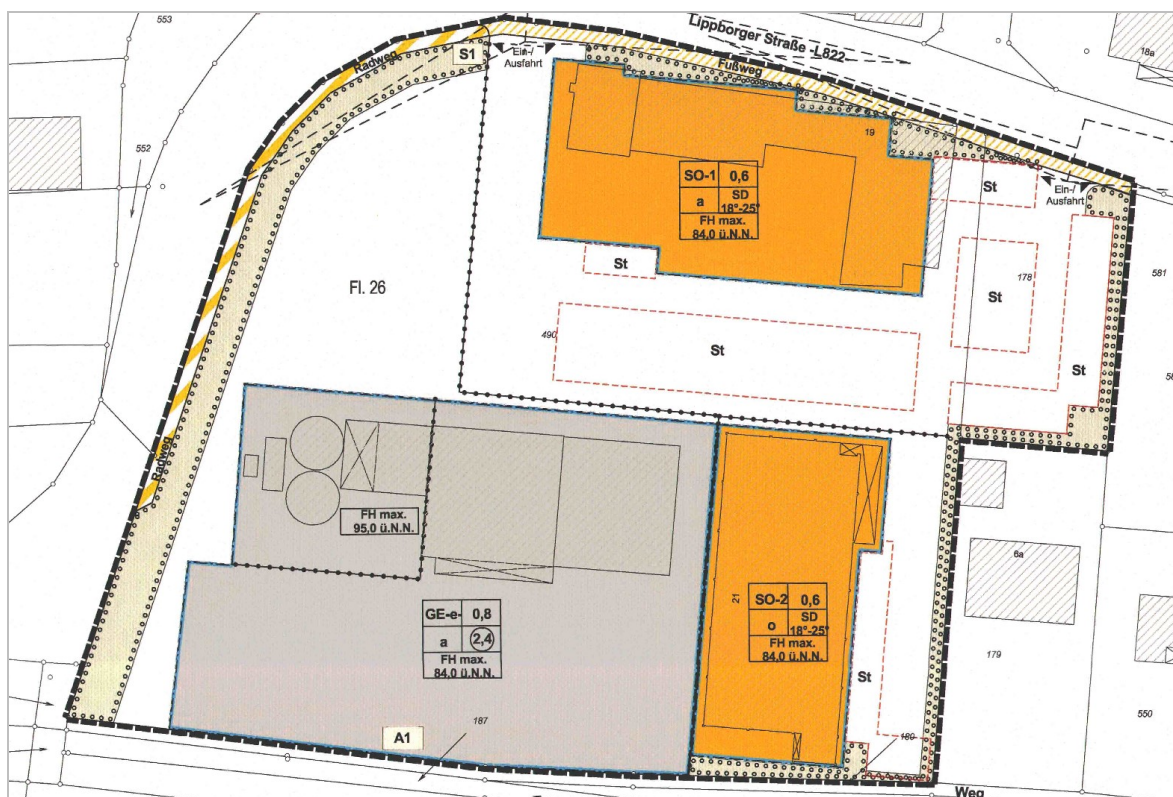 553
Lippborger Straße -L822
18a
Radweg
S1
Ein-/
Ausfahrt
Fußweg
552
19
SO-1 0,6
a SD
18°-25°
FH max.
84,0 ü.N.N.
St
Ein-/
Ausfahrt
St
178
581
Fl. 26
St
490
St
St
Radweg
FH max.
95,0 ü.N.N.
6a
21
SO-2 0,6
o SD
18°-25°
FH max.
84,0 ü.N.N.
GE-e- 0,8
a 2,4
FH max.
84,0 ü.N.N.
179
St
550
187
A1
180
Weg